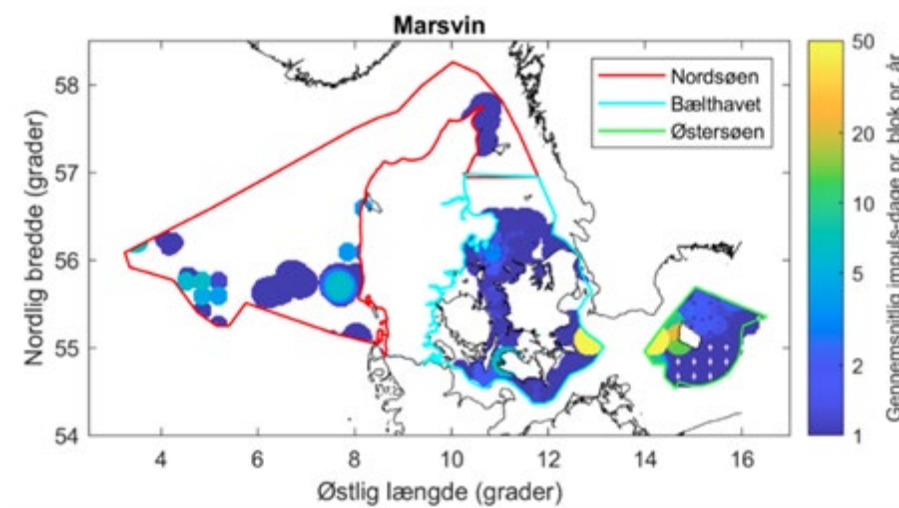 Marsvin
58
57
56
55
54
Nordlig bredde (grader)
4
6
8
10
12
14
16
Østlig længde (grader)
Nordsøen
Bælthavet
Østersøen
50
20
10
5
2
1
Gennemsnitlig impuls-dage pr. blok pr. år